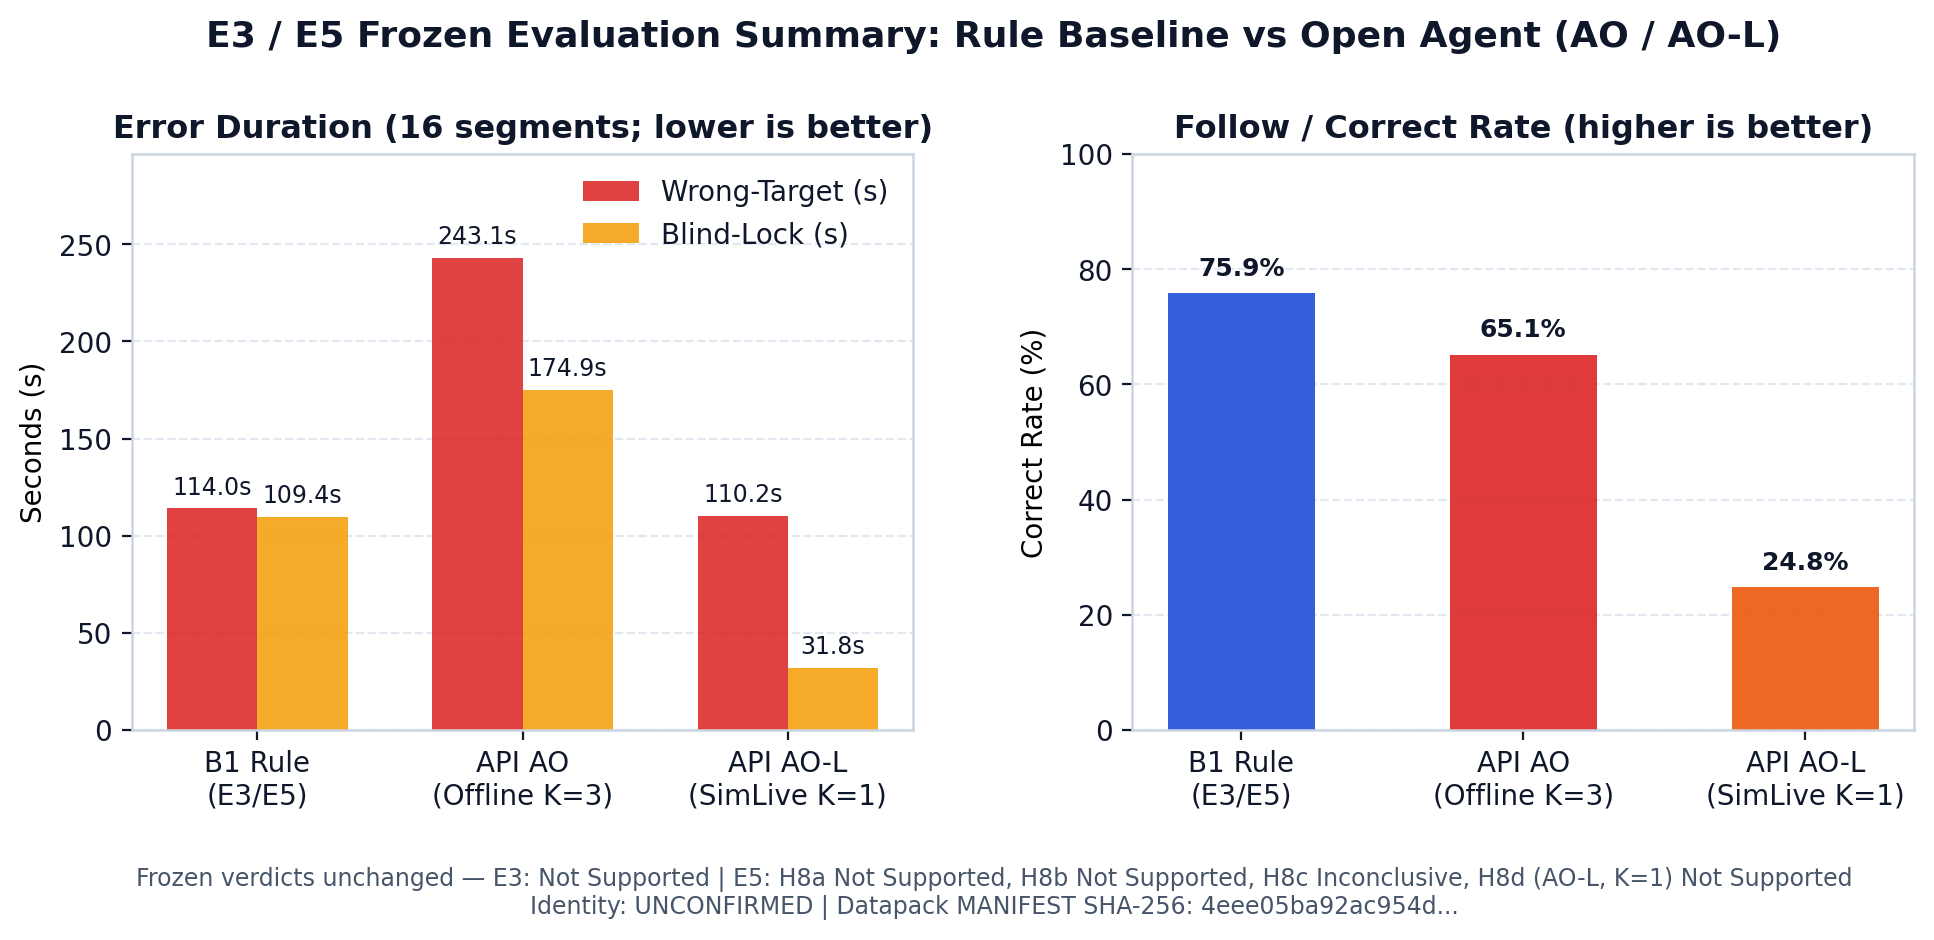 E3 / E5 Frozen Evaluation Summary: Rule Baseline vs Open Agent (AO / AO-L)
Error Duration (16 segments; lower is better)
Wrong-Target (s)
Blind-Lock (s)
Seconds (s)
250
200
150
100
50
0
114.0s
109.4s
243.1s
174.9s
110.2s
31.8s
B1 Rule
(E3/E5)
API AO
(Offline K=3)
API AO-L
(SimLive K=1)
Follow / Correct Rate (higher is better)
Correct Rate (%)
100
80
60
40
20
0
75.9%
65.1%
24.8%
B1 Rule
(E3/E5)
API AO
(Offline K=3)
API AO-L
(SimLive K=1)
Frozen verdicts unchanged — E3: Not Supported | E5: H8a Not Supported, H8b Not Supported, H8c Inconclusive, H8d (AO-L, K=1) Not Supported
Identity: UNCONFIRMED | Datapack MANIFEST SHA-256: 4eee05ba92ac954d...